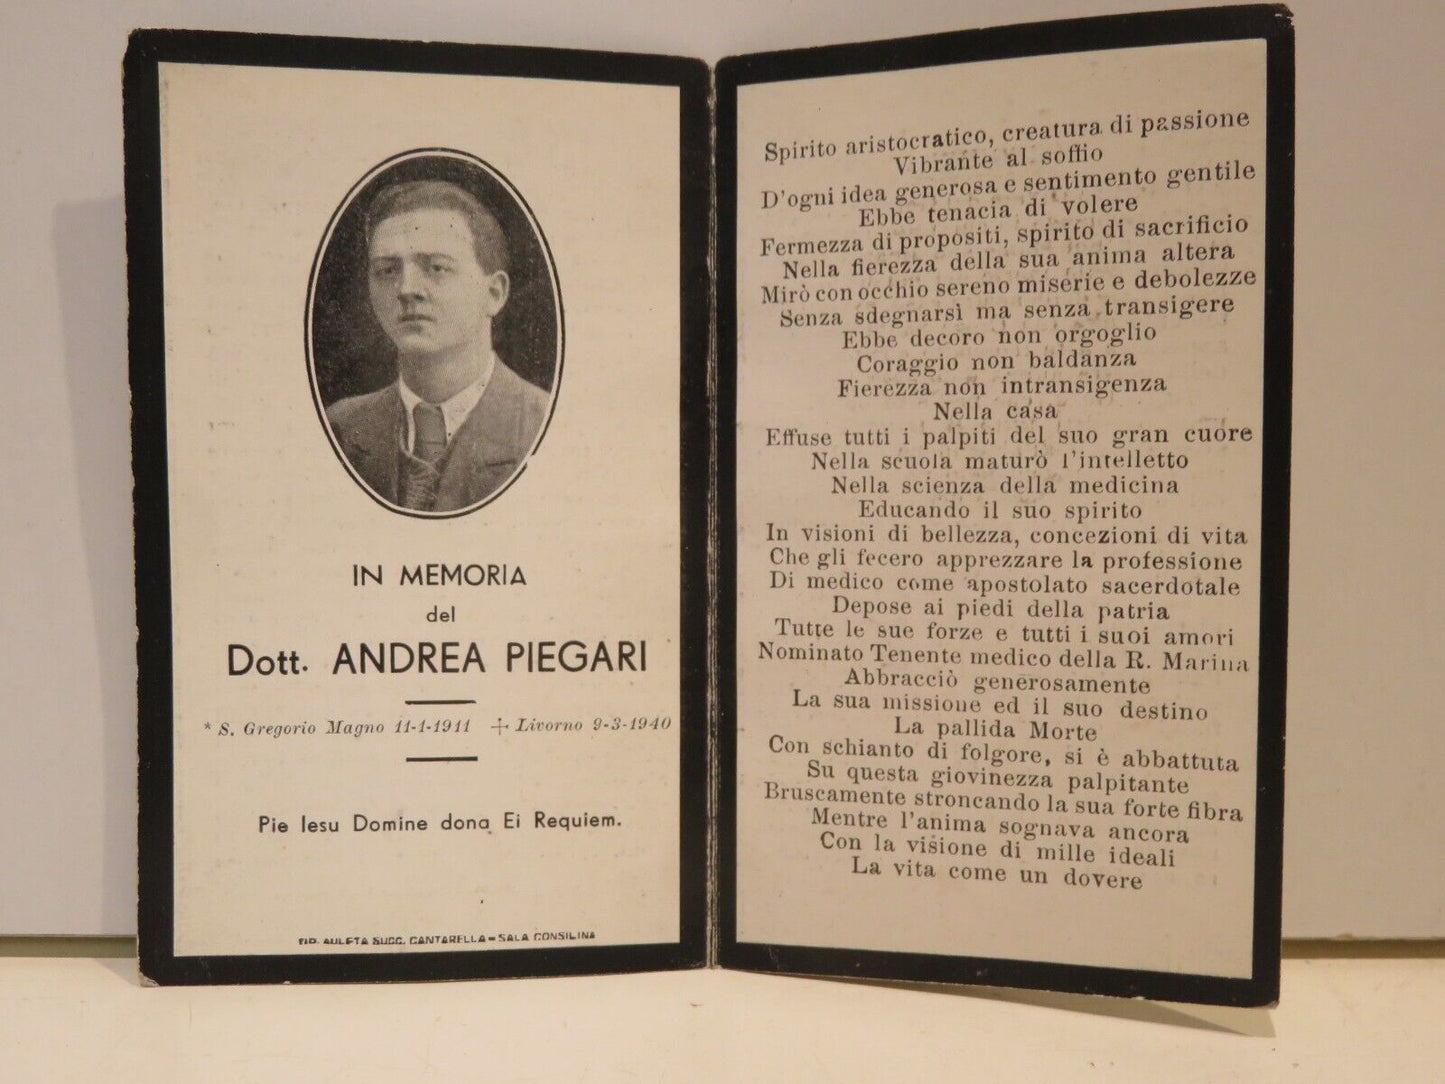 IN MEMORIA
del
Dott. ANDREA PIEGARI
* S. Gregorio Magno 11-1-1911 ✝ Livorno 9-3-1940
Pie Iesu Domine dona Ei Requiem.
TIP. AULETA SUCC. CANTARELLA - SALA CONSILINA
Spirito aristocratico, creatura di passione
Vibrante al soffio
D'ogni idea generosa e sentimento gentile
Ebbe tenacia di volere
Fermezza di propositi, spirito di sacrificio
Nella fierezza della sua anima altera
Mirò con occhio sereno miserie e debolezze
Senza sdegnarsi ma senza transigere
Ebbe decoro non orgoglio
Coraggio non baldanza
Fierezza non intransigenza
Nella casa
Effuse tutti i palpiti del suo gran cuore
Nella scuola maturò l'intelletto
Nella scienza della medicina
Educando il suo spirito
In visioni di bellezza, concezioni di vita
Che gli fecero apprezzare la professione
Di medico come apostolato sacerdotale
Depose ai piedi della patria
Tutte le sue forze e tutti i suoi amori
Nominato Tenente medico della R. Marina
Abbracciò generosamente
La sua missione ed il suo destino
La pallida Morte
Con schianto di folgore, si è abbattuta
Su questa giovinezza palpitante
Bruscamente stroncando la sua forte fibra
Mentre l'anima sognava ancora
Con la visione di mille ideali
La vita come un dovere